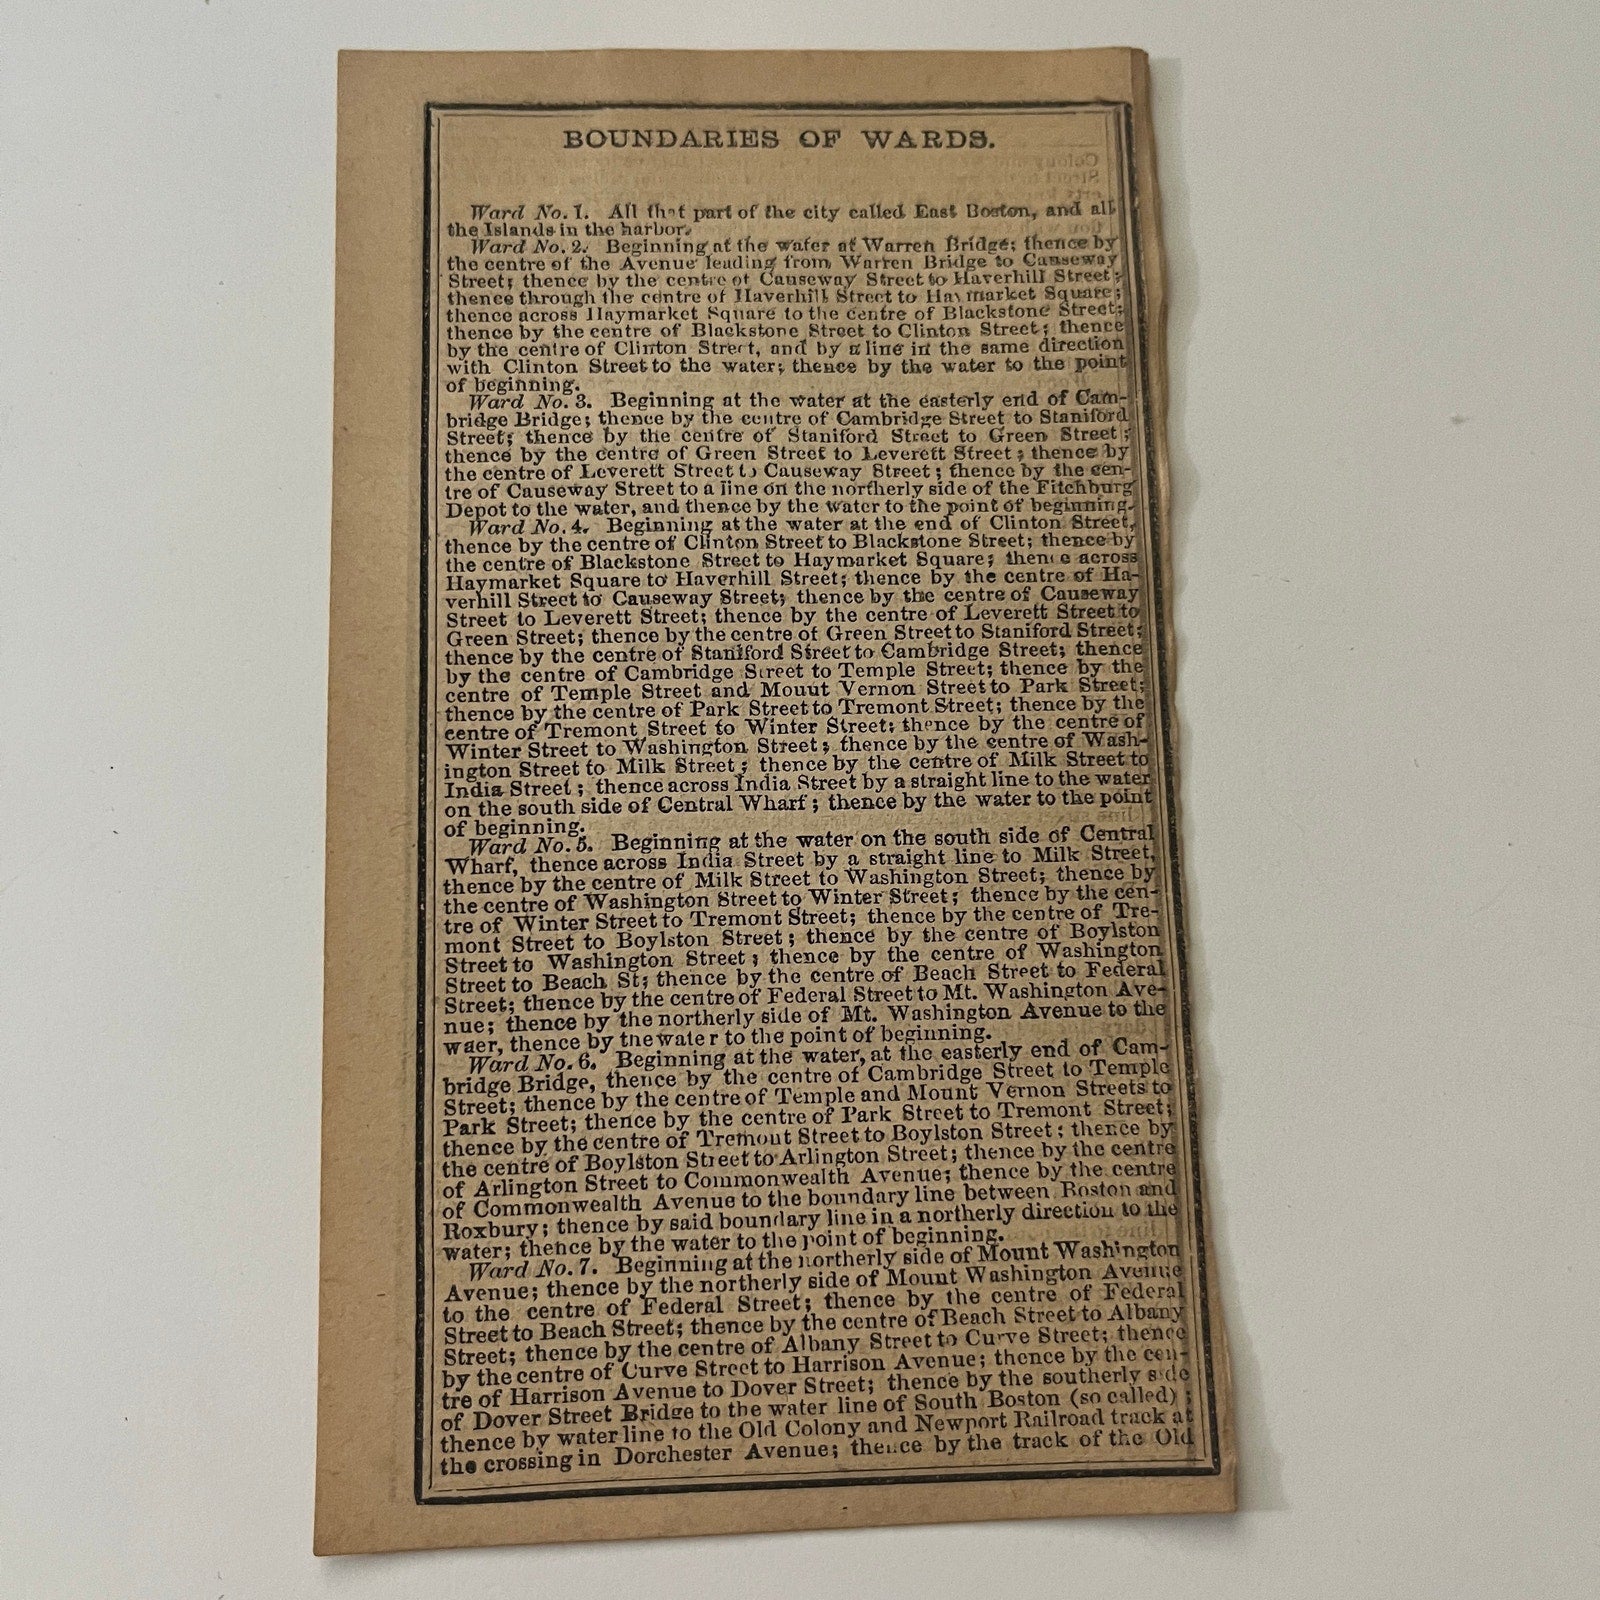 BOUNDARIES OF WARDS.
Ward No. 1. All that part of the city called East Boston, and all
the Islands in the harbor.
Ward No. 2. Beginning at the water at Warren Bridge; thence by
the centre of the Avenue leading from Warren Bridge to Causeway
Street; thence by the centre of Causeway Street to Haverhill Street;
thence through the centre of Haverhill Street to Haymarket Square;
thence across Haymarket Square to the centre of Blackstone Street;
thence by the centre of Blackstone Street to Clinton Street; thence
by the centre of Clinton Street, and by a line in the same direction
with Clinton Street to the water; thence by the water to the point
of beginning.
Ward No. 3. Beginning at the water at the easterly end of Cam-
bridge Bridge; thence by the centre of Cambridge Street to Staniford
Street; thence by the centre of Staniford Street to Green Street;
thence by the centre of Green Street to Leverett Street; thence by
the centre of Leverett Street to Causeway Street; thence by the cen-
tre of Causeway Street to a line on the northerly side of the Fitchburg
Depot to the water, and thence by the water to the point of beginning.
Ward No. 4. Beginning at the water at the end of Clinton Street,
thence by the centre of Clinton Street to Blackstone Street; thence by
the centre of Blackstone Street to Haymarket Square; thence across
Haymarket Square to Haverhill Street; thence by the centre of Ha-
verhill Street to Causeway Street; thence by the centre of Causeway
Street to Leverett Street; thence by the centre of Leverett Street to
Green Street; thence by the centre of Green Street to Staniford Street;
thence by the centre of Staniford Street to Cambridge Street; thence
by the centre of Cambridge Street to Temple Street; thence by the
centre of Temple Street and Mount Vernon Street to Park Street;
thence by the centre of Park Street to Tremont Street; thence by the
centre of Tremont Street to Winter Street; thence by the centre of
Winter Street to Washington Street; thence by the centre of Wash-
ington Street to Milk Street; thence by the centre of Milk Street to
India Street; thence across India Street by a straight line to the water
on the south side of Central Wharf; thence by the water to the point
of beginning.
Ward No. 5. Beginning at the water on the south side of Central
Wharf, thence across India Street by a straight line to Milk Street,
thence by the centre of Milk Street to Washington Street; thence by
the centre of Washington Street to Winter Street; thence by the cen-
tre of Winter Street to Tremont Street; thence by the centre of Tre-
mont Street to Boylston Street; thence by the centre of Boylston
Street to Washington Street; thence by the centre of Washington
Street to Beach St; thence by the centre of Beach Street to Federal
Street; thence by the centre of Federal Street to Mt. Washington Ave-
nue; thence by the northerly side of Mt. Washington Avenue to the
waer, thence by the water to the point of beginning.
Ward No. 6. Beginning at the water, at the easterly end of Cam-
bridge Bridge, thence by the centre of Cambridge Street to Temple
Street; thence by the centre of Temple and Mount Vernon Streets to
Park Street; thence by the centre of Park Street to Tremont Street;
thence by the centre of Tremont Street to Boylston Street; thence by
the centre of Boylston Street to Arlington Street; thence by the centre
of Arlington Street to Commonwealth Avenue; thence by the centre
of Commonwealth Avenue to the boundary line between Boston and
Roxbury; thence by said boundary line in a northerly direction to the
water; thence by the water to the point of beginning.
Ward No. 7. Beginning at the northerly side of Mount Washington
Avenue; thence by the northerly side of Mount Washington Avenue
to the centre of Federal Street; thence by the centre of Federal
Street to Beach Street; thence by the centre of Beach Street to Albany
Street; thence by the centre of Albany Street to Curve Street; thence
by the centre of Curve Street to Harrison Avenue; thence by the cen-
tre of Harrison Avenue to Dover Street; thence by the southerly side
of Dover Street Bridge to the water line of South Boston (so called);
thence by water line to the Old Colony and Newport Railroad track at
the crossing in Dorchester Avenue; thence by the track of the Old